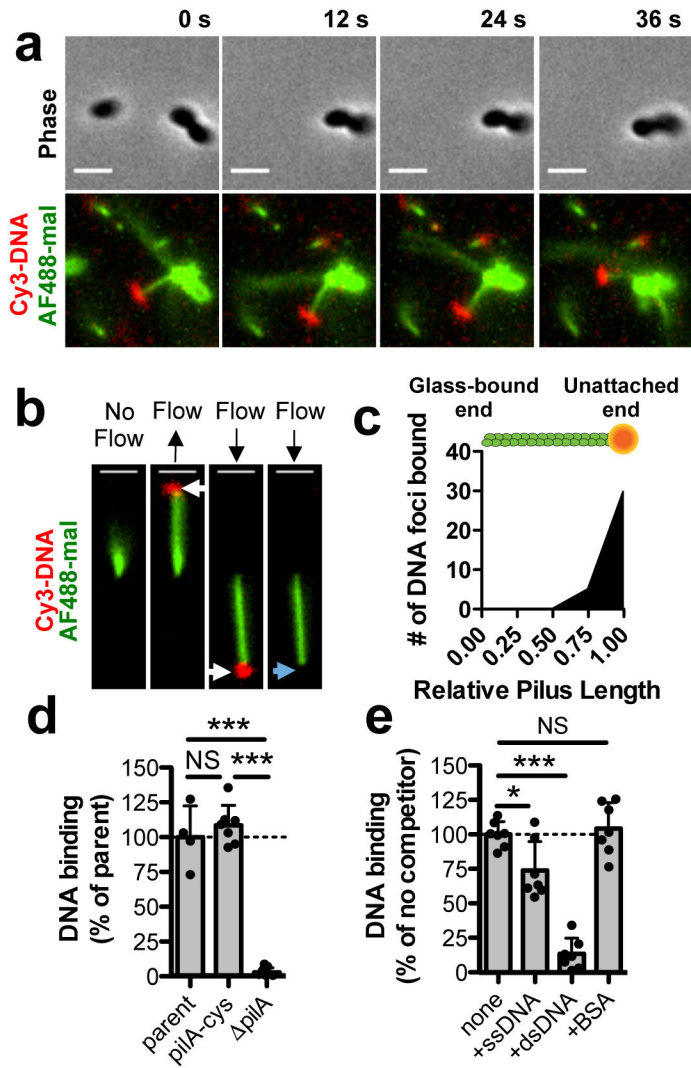 a
0 s 12 s 24 s 36 s
Phase
Cy3-DNA
AF488-mal
b
No
Flow
Flow
Flow
Flow
Cy3-DNA
AF488-mal
c
Glass-bound
end
Unattached
end
# of DNA foci bound
40
30
20
10
0
0.00 0.25 0.50 0.75 1.00
Relative Pilus Length
d
***
NS ***
DNA binding
(% of parent)
150
125
100
75
50
25
0
parent
pilA-cys
ΔpilA
e
NS
***
*
DNA binding
(% of no competitor)
150
125
100
75
50
25
0
none
+ssDNA
+dsDNA
+BSA